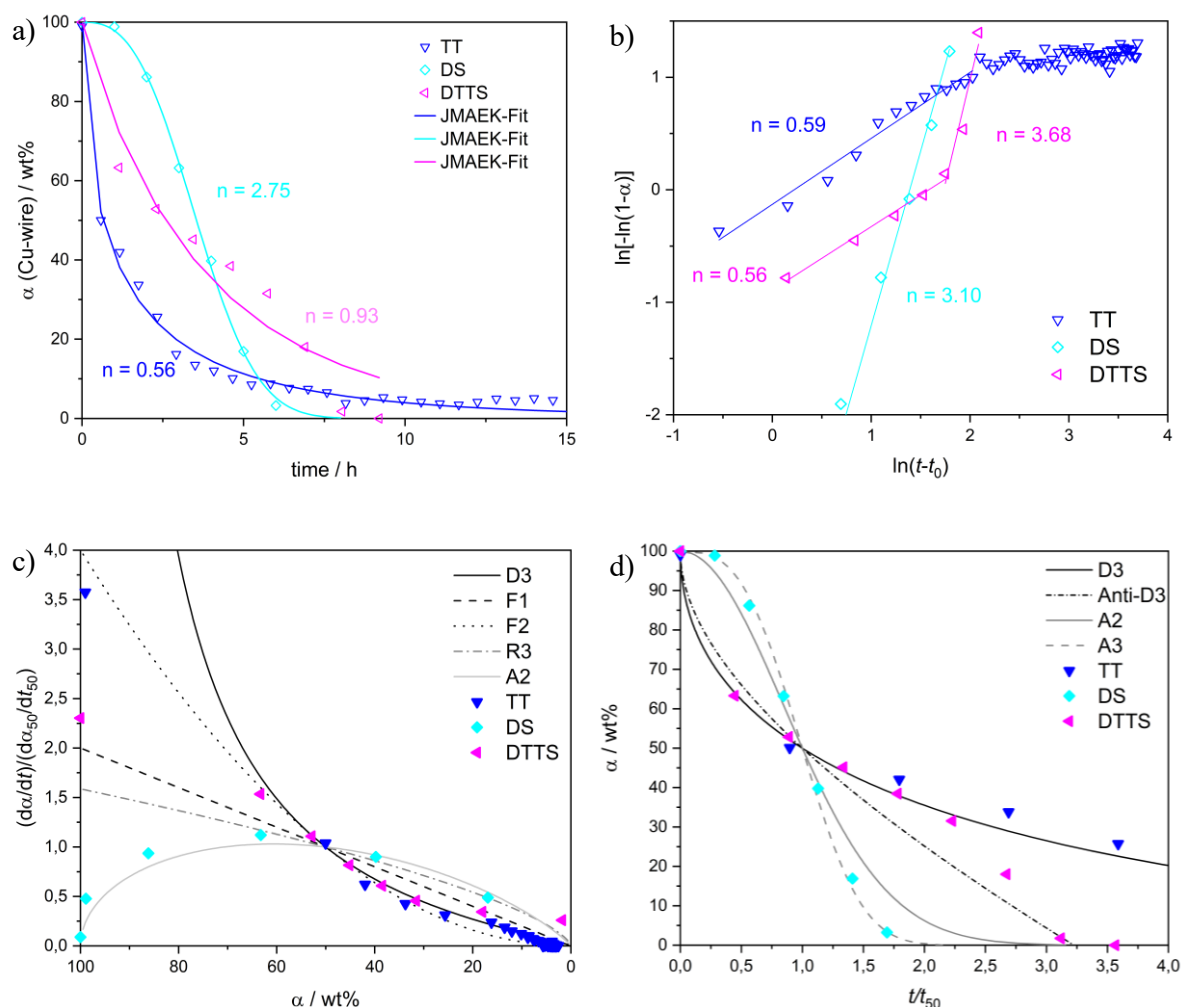 a)
100
80
60
40
20
0
α (Cu-wire) / wt%
0
5
10
15
time / h
TT
DS
DTTS
JMAEK-Fit
JMAEK-Fit
JMAEK-Fit
n = 2.75
n = 0.93
n = 0.56
b)
1
0
-1
-2
ln[-ln(1-α)]
-1
0
1
2
3
4
ln(t-t₀)
n = 0.59
n = 3.68
n = 0.56
n = 3.10
TT
DS
DTTS
c)
4,0
3,5
3,0
2,5
2,0
1,5
1,0
0,5
0,0
(dα/dt)/(dα₅₀/dt₅₀)
100
80
60
40
20
0
α / wt%
D3
F1
F2
R3
A2
TT
DS
DTTS
d)
100
90
80
70
60
50
40
30
20
10
0
α / wt%
0,0
0,5
1,0
1,5
2,0
2,5
3,0
3,5
4,0
t/t₅₀
D3
Anti-D3
A2
A3
TT
DS
DTTS